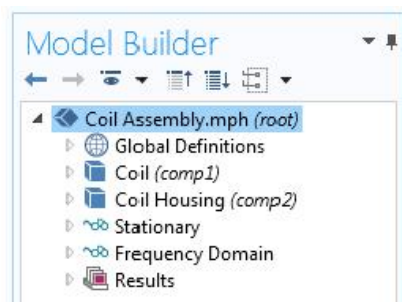 Model Builder
Coil Assembly.mph (root)
Global Definitions
Coil (comp1)
Coil Housing (comp2)
Stationary
Frequency Domain
Results